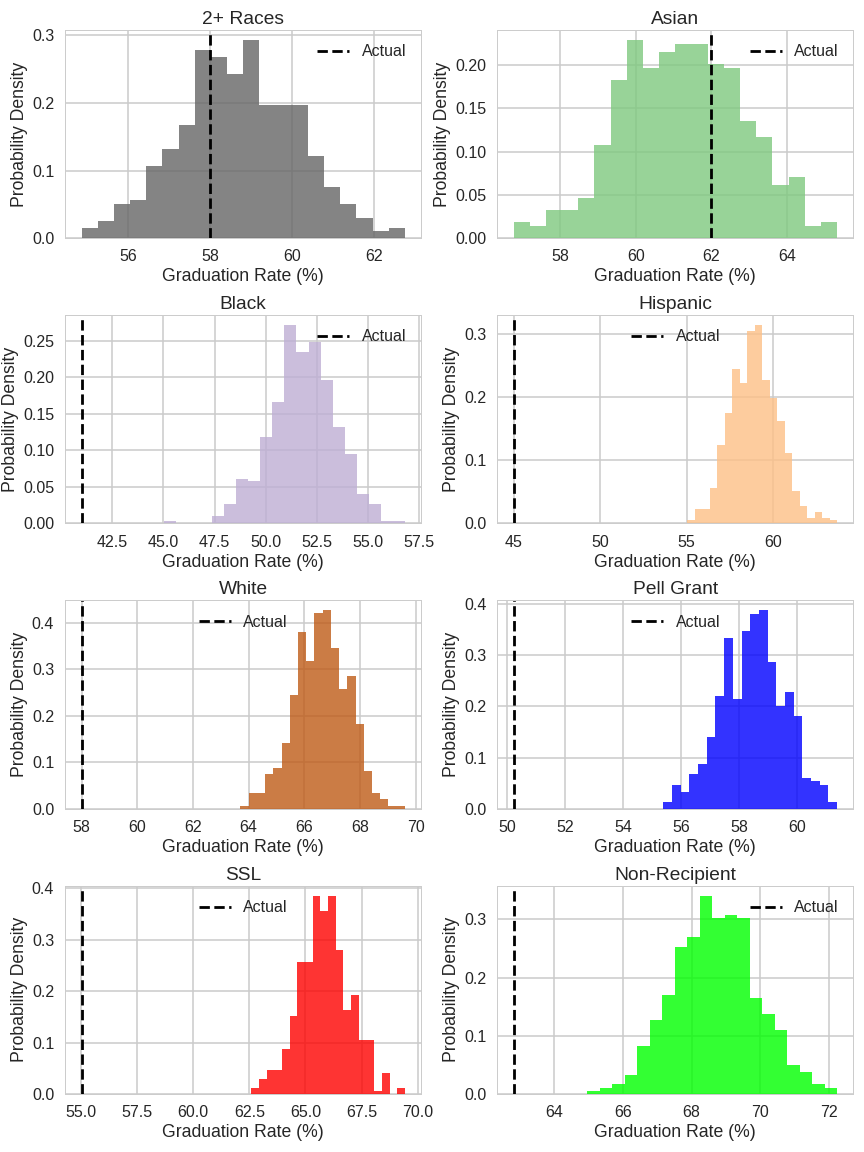 2+ Races
Probability Density
0.3
0.2
0.1
0.0
Actual
56 58 60 62
Graduation Rate (%)
Asian
Probability Density
0.20
0.15
0.10
0.05
0.00
Actual
58 60 62 64
Graduation Rate (%)
Black
Probability Density
0.25
0.20
0.15
0.10
0.05
0.00
Actual
42.5 45.0 47.5 50.0 52.5 55.0 57.5
Graduation Rate (%)
Hispanic
Probability Density
0.3
0.2
0.1
0.0
Actual
45 50 55 60
Graduation Rate (%)
White
Probability Density
0.4
0.3
0.2
0.1
0.0
Actual
58 60 62 64 66 68 70
Graduation Rate (%)
Pell Grant
Probability Density
0.4
0.3
0.2
0.1
0.0
Actual
50 52 54 56 58 60
Graduation Rate (%)
SSL
Probability Density
0.4
0.3
0.2
0.1
0.0
Actual
55.0 57.5 60.0 62.5 65.0 67.5 70.0
Graduation Rate (%)
Non-Recipient
Probability Density
0.3
0.2
0.1
0.0
Actual
64 66 68 70 72
Graduation Rate (%)